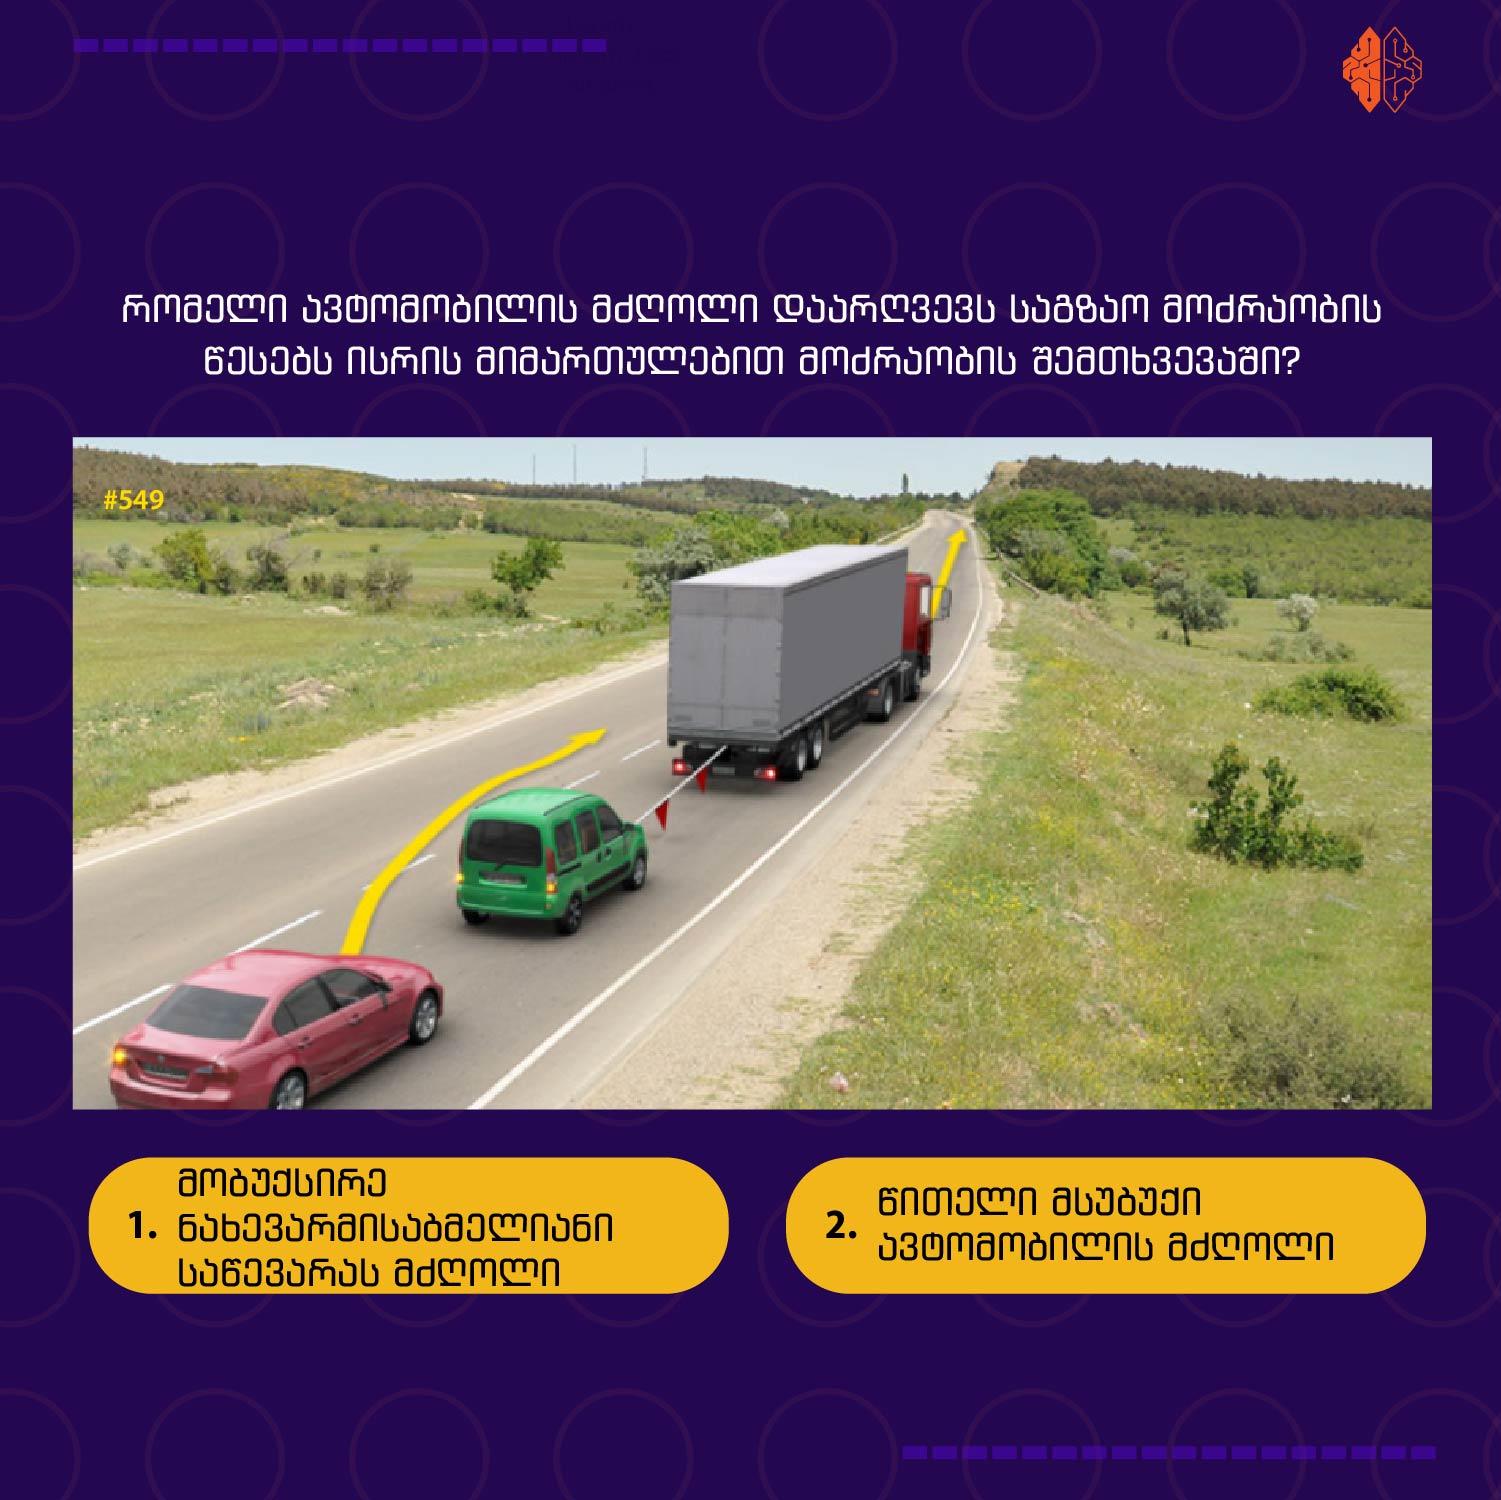 რომელი ავტომობილის მძღოლი დაარღვევს საგზაო მოძრაობის
წესებს ისრის მიმართულებით მოძრაობის შემთხვევაში?
#549
1. მობუქსირე
ნახევარმისაბმელიანი
საწევარას მძღოლი
2. წითელი მსუბუქი
ავტომობილის მძღოლი